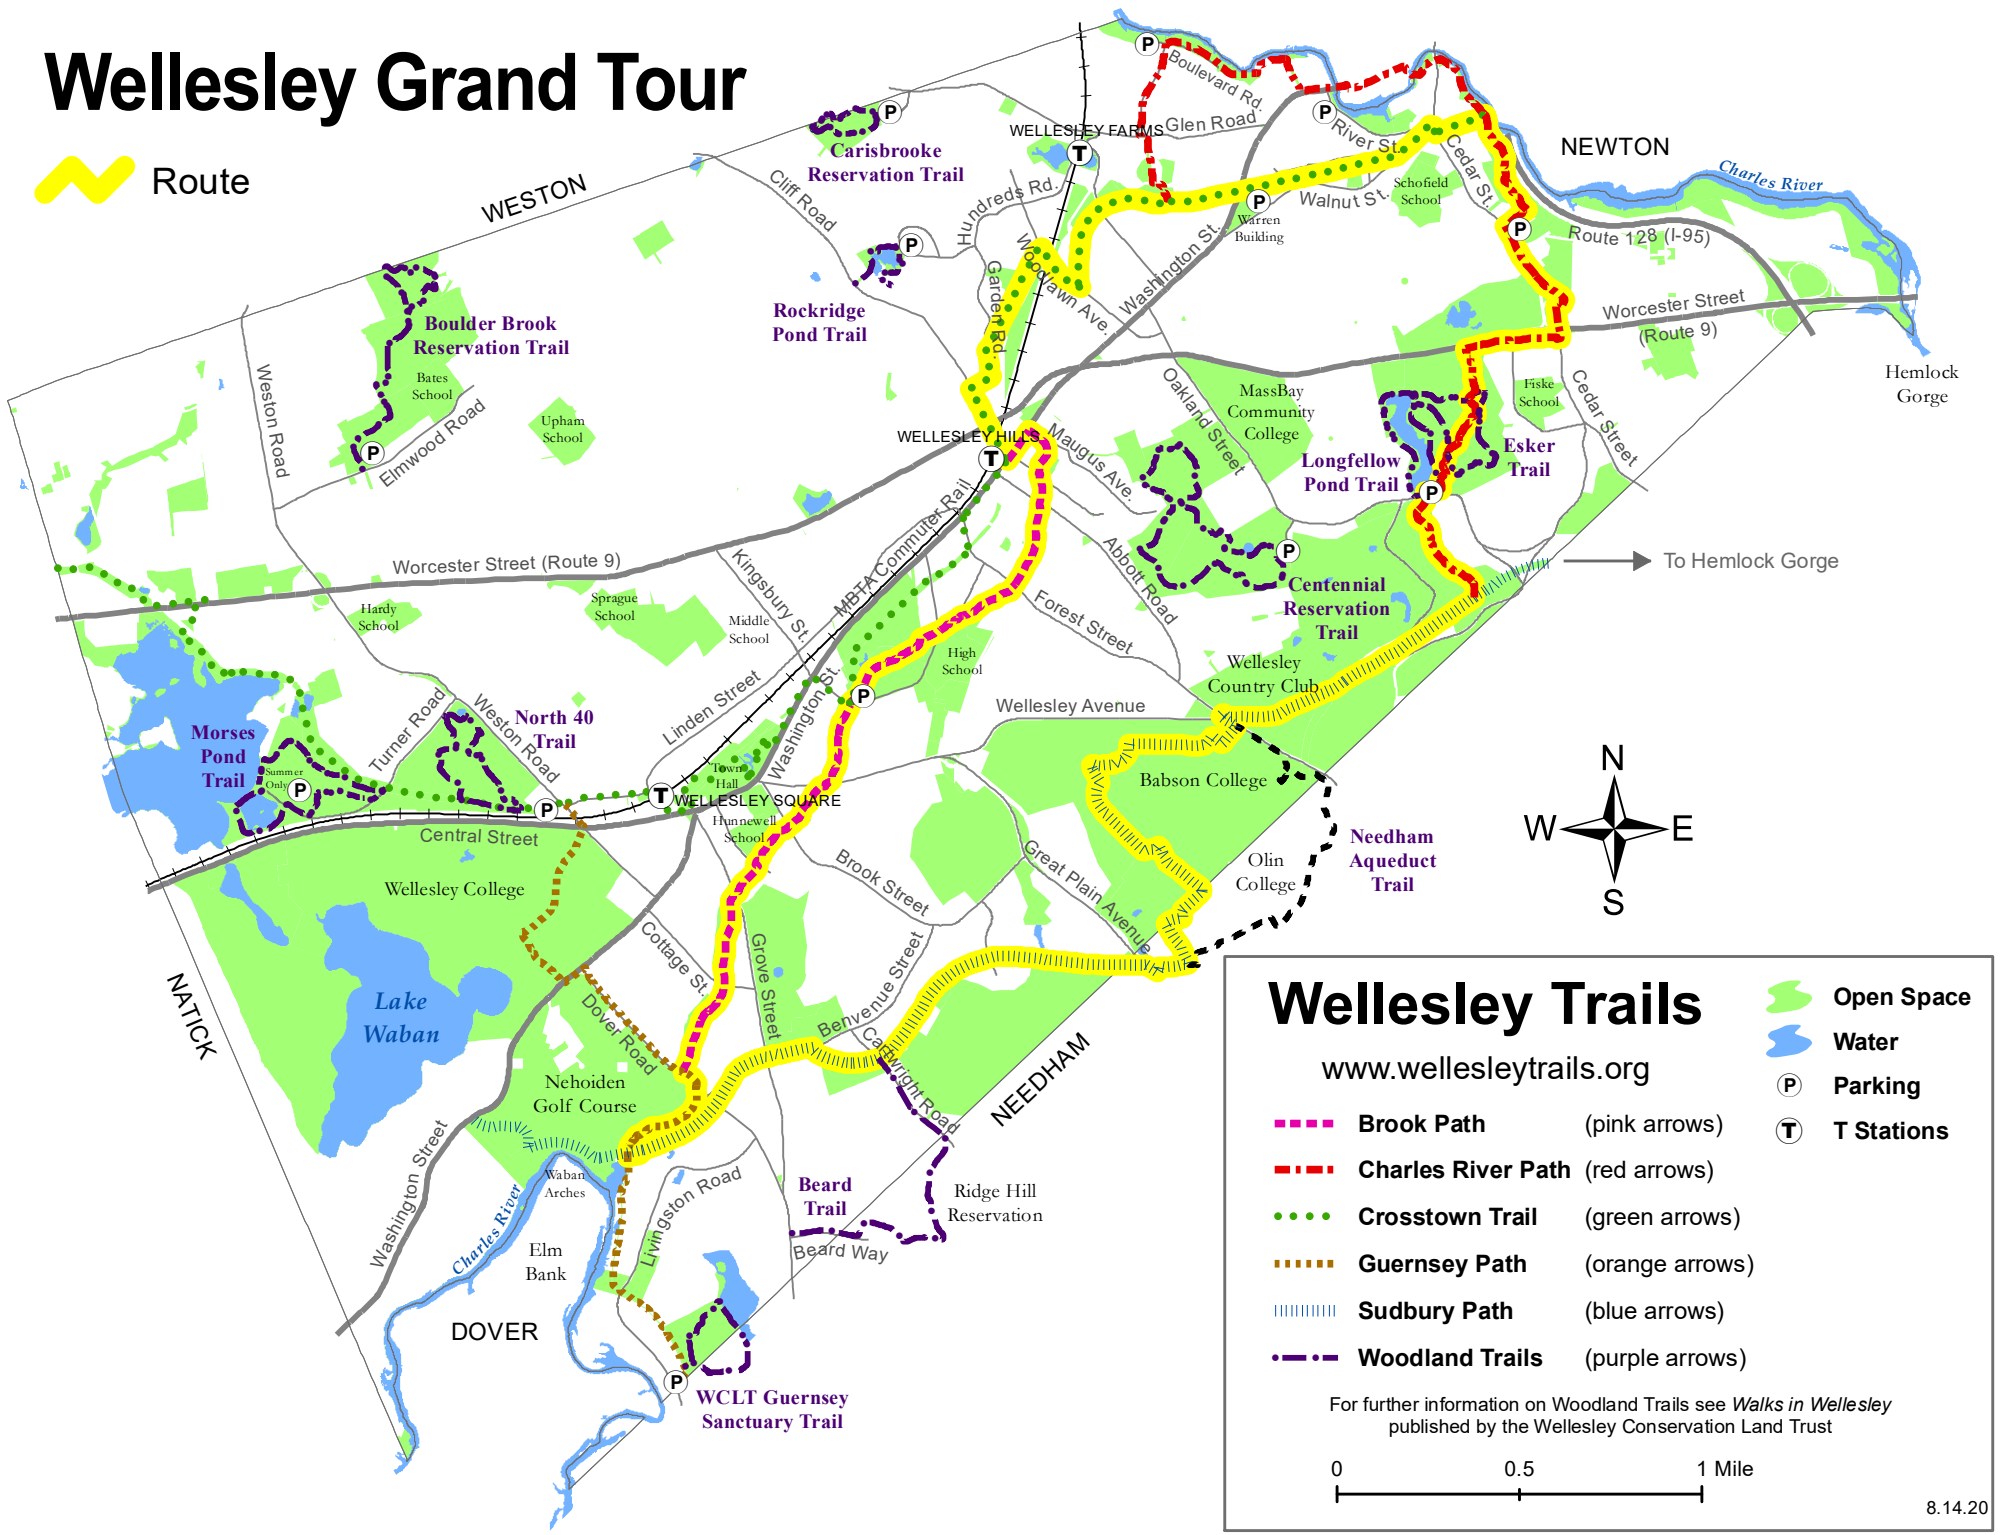 Wellesley Grand Tour
Route
WESTON
NEWTON
NATICK
DOVER
NEEDHAM
Carisbrooke
Reservation Trail
WELLESLEY FARMS
T
P
P
P
Boulevard Rd.
Glen Road
River St.
Cedar St.
Walnut St.
Schofield
School
Warren
Building
P
P
Charles River
Route 128 (I-95)
Worcester Street
(Route 9)
Hemlock
Gorge
Cliff Road
Hundreds Rd.
Woodlawn Ave.
Garden Rd.
Washington St.
P
Rockridge
Pond Trail
Boulder Brook
Reservation Trail
Bates
School
Elmwood Road
P
Weston Road
Upham
School
WELLESLEY HILLS
T
Maugus Ave.
Oakland Street
MassBay
Community
College
Fiske
School
Cedar Street
Longfellow
Pond Trail
Esker
Trail
P
P
Centennial
Reservation
Trail
To Hemlock Gorge
Abbott Road
Forest Street
MBTA Commuter Rail
Worcester Street (Route 9)
Kingsbury St.
Hardy
School
Sprague
School
Middle
School
High
School
Wellesley
Country Club
Wellesley Avenue
Linden Street
Washington St.
P
Turner Road
Weston Road
North 40
Trail
Morses
Pond
Trail
Summer
Only
P
P
T
Town
Hall
WELLESLEY SQUARE
Hunnewell
School
Central Street
Wellesley College
Babson College
Olin
College
Needham
Aqueduct
Trail
N
W
E
S
Brook Street
Great Plain Avenue
Cottage St.
Grove Street
Benvenue Street
Cartwright Road
Lake
Waban
Dover Road
Nehoiden
Golf Course
Washington Street
Waban
Arches
Charles River
Elm
Bank
Livingston Road
Beard
Trail
Beard Way
Ridge Hill
Reservation
P
WCLT Guernsey
Sanctuary Trail
Wellesley Trails
www.wellesleytrails.org
Open Space
Water
P Parking
T T Stations
Brook Path (pink arrows)
Charles River Path (red arrows)
Crosstown Trail (green arrows)
Guernsey Path (orange arrows)
Sudbury Path (blue arrows)
Woodland Trails (purple arrows)
For further information on Woodland Trails see Walks in Wellesley
published by the Wellesley Conservation Land Trust
0 0.5 1 Mile
8.14.20